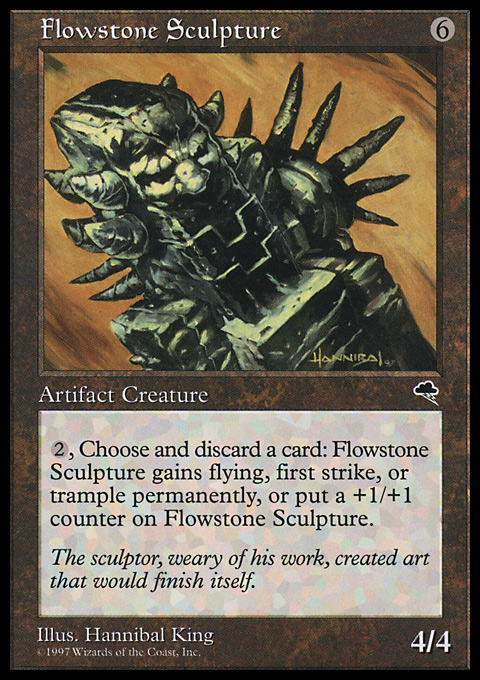 Flowstone Sculpture 6
HANNIBAL 97
Artifact Creature
2, Choose and discard a card: Flowstone
Sculpture gains flying, first strike, or
trample permanently, or put a +1/+1
counter on Flowstone Sculpture.
The sculptor, weary of his work, created art
that would finish itself.
Illus. Hannibal King
©1997 Wizards of the Coast, Inc.
4/4